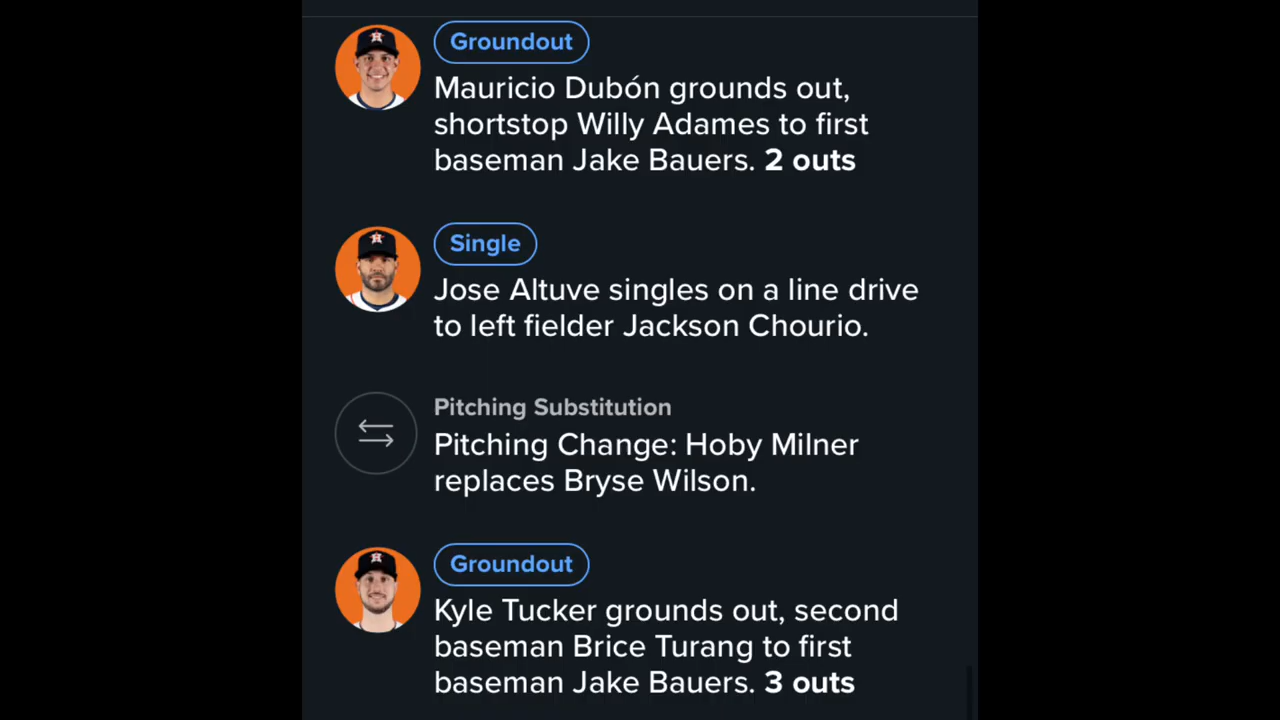 Groundout
Mauricio Dubón grounds out,
shortstop Willy Adames to first
baseman Jake Bauers. 2 outs
Single
Jose Altuve singles on a line drive
to left fielder Jackson Chourio.
Pitching Substitution
Pitching Change: Hoby Milner
replaces Bryse Wilson.
Groundout
Kyle Tucker grounds out, second
baseman Brice Turang to first
baseman Jake Bauers. 3 outs